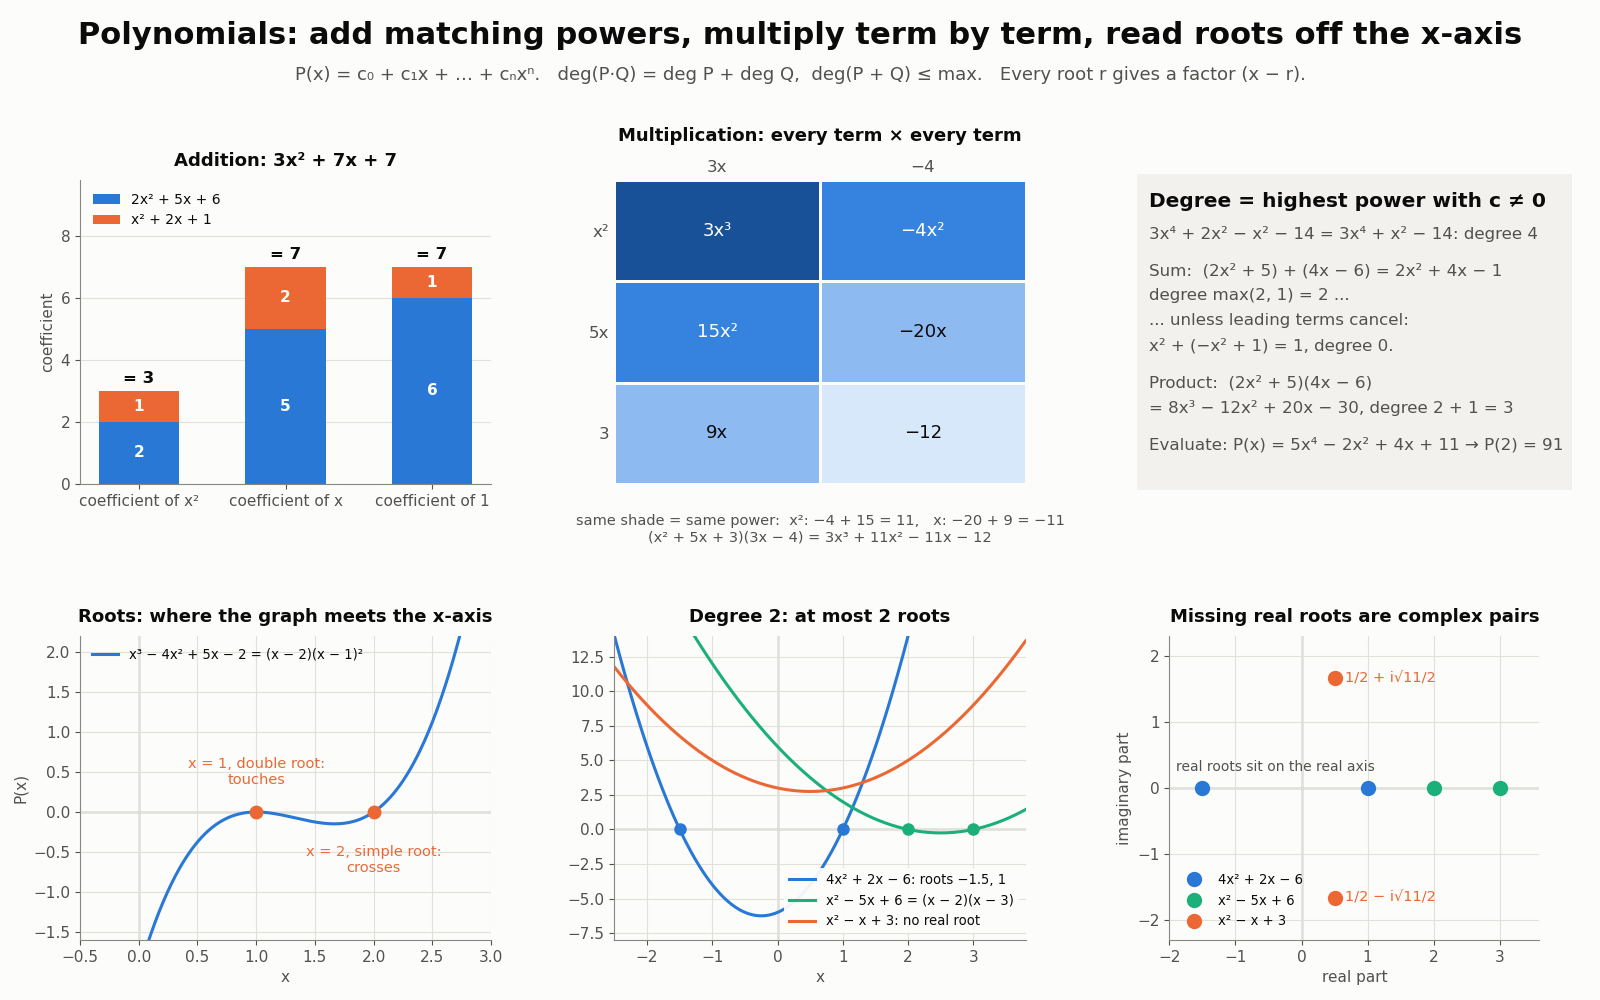 Polynomials: add matching powers, multiply term by term, read roots off the x-axis
P(x) = c₀ + c₁x + … + cₙxⁿ.   deg(P·Q) = deg P + deg Q,  deg(P + Q) ≤ max.   Every root r gives a factor (x − r).
Addition: 3x² + 7x + 7
2x² + 5x + 6
x² + 2x + 1
coefficient
8
6
4
2
0
= 3
1
2
= 7
2
5
= 7
1
6
coefficient of x²
coefficient of x
coefficient of 1
Multiplication: every term × every term
3x
−4
x²
3x³
−4x²
5x
15x²
−20x
3
9x
−12
same shade = same power:  x²: −4 + 15 = 11,   x: −20 + 9 = −11
(x² + 5x + 3)(3x − 4) = 3x³ + 11x² − 11x − 12
Degree = highest power with c ≠ 0
3x⁴ + 2x² − x² − 14 = 3x⁴ + x² − 14: degree 4
Sum:  (2x² + 5) + (4x − 6) = 2x² + 4x − 1
degree max(2, 1) = 2 …
… unless leading terms cancel:
x² + (−x² + 1) = 1, degree 0.
Product:  (2x² + 5)(4x − 6)
= 8x³ − 12x² + 20x − 30, degree 2 + 1 = 3
Evaluate: P(x) = 5x⁴ − 2x² + 4x + 11 → P(2) = 91
Roots: where the graph meets the x-axis
x³ − 4x² + 5x − 2 = (x − 2)(x − 1)²
P(x)
2.0
1.5
1.0
0.5
0.0
−0.5
−1.0
−1.5
x = 1, double root:
touches
x = 2, simple root:
crosses
−0.5
0.0
0.5
1.0
1.5
2.0
2.5
3.0
x
Degree 2: at most 2 roots
12.5
10.0
7.5
5.0
2.5
0.0
−2.5
−5.0
−7.5
4x² + 2x − 6: roots −1.5, 1
x² − 5x + 6 = (x − 2)(x − 3)
x² − x + 3: no real root
−2
−1
0
1
2
3
x
Missing real roots are complex pairs
imaginary part
2
1
0
−1
−2
1/2 + i√11/2
real roots sit on the real axis
1/2 − i√11/2
4x² + 2x − 6
x² − 5x + 6
x² − x + 3
−2
−1
0
1
2
3
real part